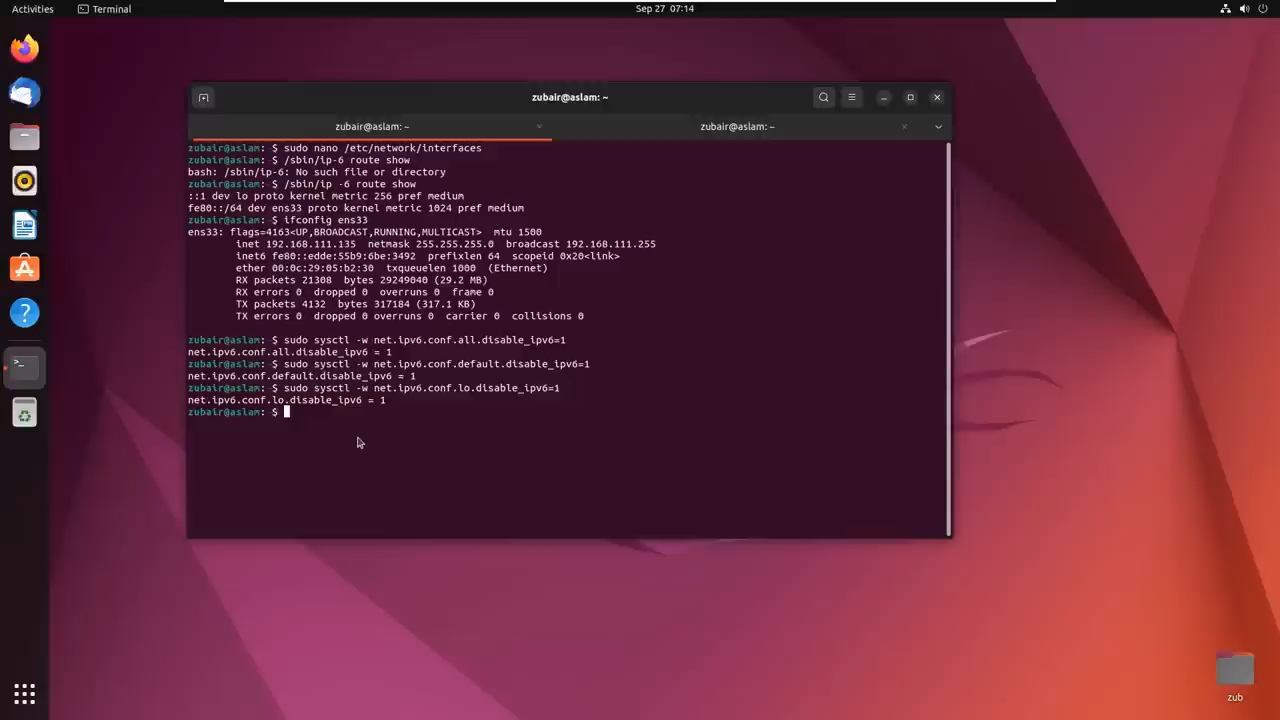 Activities
Terminal
Sep 27 07:14
zubair@aslam: ~
zubair@aslam: ~
zubair@aslam: ~
zubair@aslam: $ sudo nano /etc/network/interfaces
zubair@aslam: $ /sbin/ip-6 route show
bash: /sbin/ip-6: No such file or directory
zubair@aslam: $ /sbin/ip -6 route show
::1 dev lo proto kernel metric 256 pref medium
fe80::/64 dev ens33 proto kernel metric 1024 pref medium
zubair@aslam: $ ifconfig ens33
ens33: flags=4163<UP,BROADCAST,RUNNING,MULTICAST>  mtu 1500
inet 192.168.111.135  netmask 255.255.255.0  broadcast 192.168.111.255
inet6 fe80::edde:55b9:6be:3492  prefixlen 64  scopeid 0x20<link>
ether 00:0c:29:05:b2:30  txqueuelen 1000  (Ethernet)
RX packets 21308  bytes 29249040 (29.2 MB)
RX errors 0  dropped 0  overruns 0  frame 0
TX packets 4132  bytes 317184 (317.1 KB)
TX errors 0  dropped 0 overruns 0  carrier 0  collisions 0
zubair@aslam: $ sudo sysctl -w net.ipv6.conf.all.disable_ipv6=1
net.ipv6.conf.all.disable_ipv6 = 1
zubair@aslam: $ sudo sysctl -w net.ipv6.conf.default.disable_ipv6=1
net.ipv6.conf.default.disable_ipv6 = 1
zubair@aslam: $ sudo sysctl -w net.ipv6.conf.lo.disable_ipv6=1
net.ipv6.conf.lo.disable_ipv6 = 1
zubair@aslam: $
zub